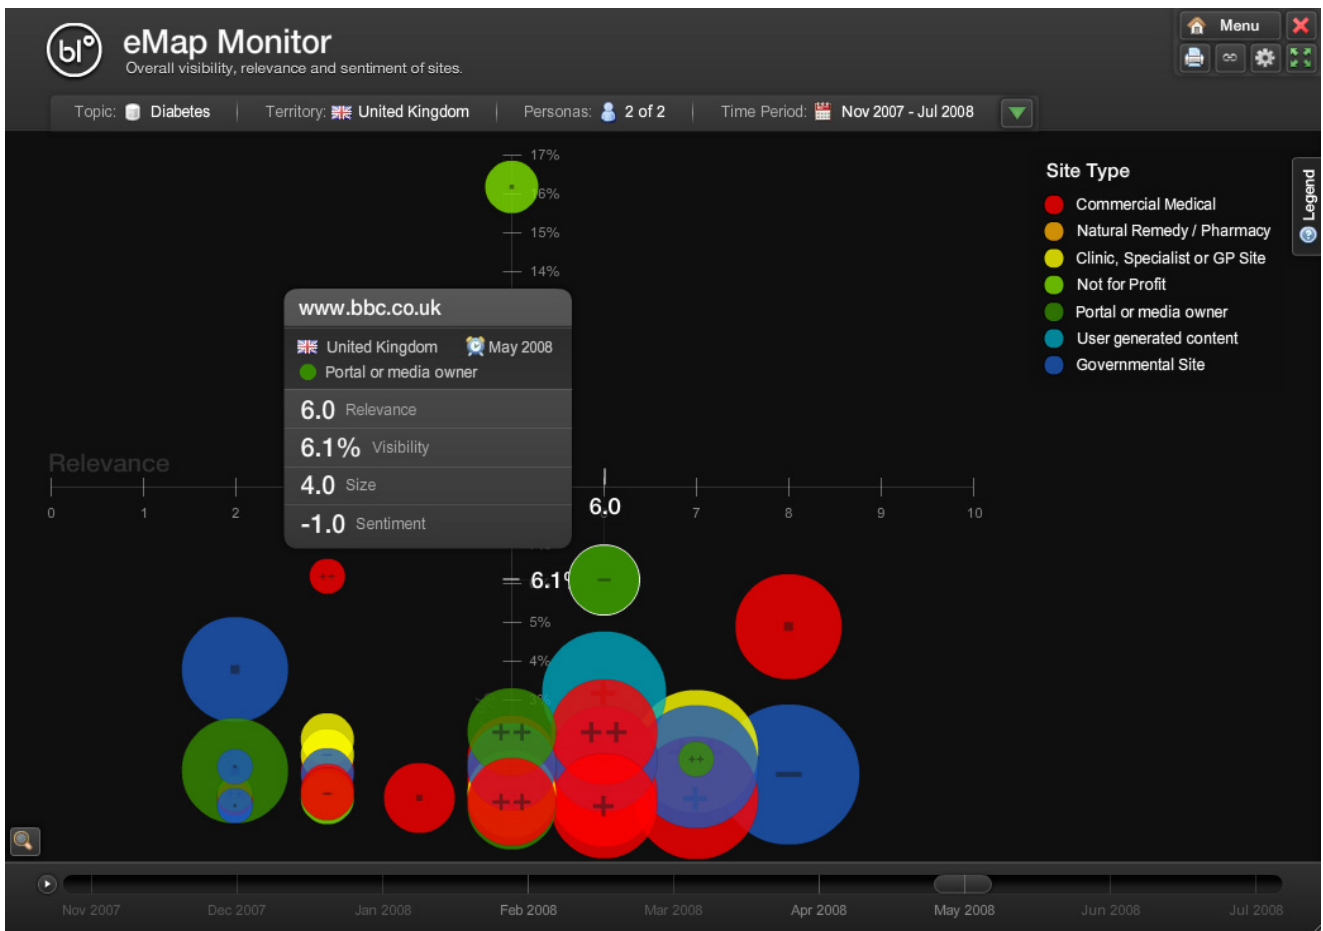 bl°
eMap Monitor
Overall visibility, relevance and sentiment of sites.
Menu
Topic: Diabetes
Territory: United Kingdom
Personas: 2 of 2
Time Period: Nov 2007 - Jul 2008
17%
16%
15%
14%
Site Type
Commercial Medical
Natural Remedy / Pharmacy
Clinic, Specialist or GP Site
Not for Profit
Portal or media owner
User generated content
Governmental Site
Legend
www.bbc.co.uk
United Kingdom May 2008
Portal or media owner
6.0 Relevance
6.1% Visibility
4.0 Size
-1.0 Sentiment
Relevance
0 1 2 6.0 7 8 9 10
6.1%
5%
4%
3%
Nov 2007 Dec 2007 Jan 2008 Feb 2008 Mar 2008 Apr 2008 May 2008 Jun 2008 Jul 2008